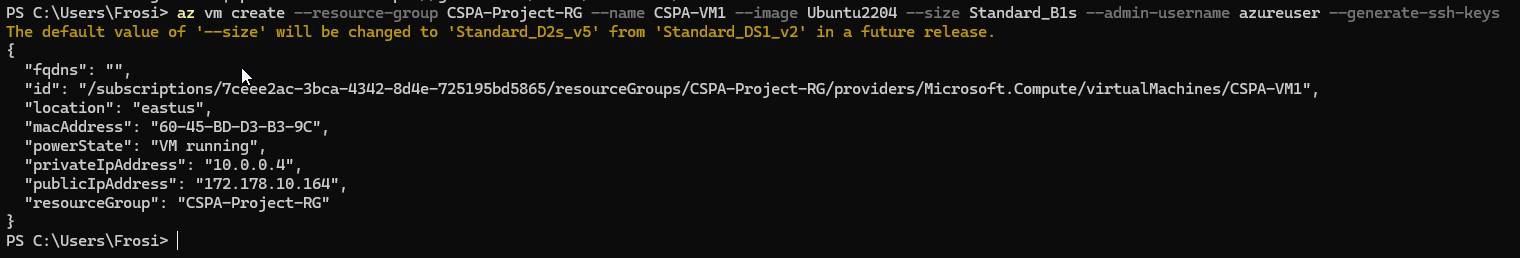 PS C:\Users\Frosi> az vm create --resource-group CSPA-Project-RG --name CSPA-VM1 --image Ubuntu2204 --size Standard_B1s --admin-username azureuser --generate-ssh-keys
The default value of '--size' will be changed to 'Standard_D2s_v5' from 'Standard_DS1_v2' in a future release.
{
  "fqdns": "",
  "id": "/subscriptions/7ceee2ac-3bca-4342-8d4e-725195bd5865/resourceGroups/CSPA-Project-RG/providers/Microsoft.Compute/virtualMachines/CSPA-VM1",
  "location": "eastus",
  "macAddress": "60-45-BD-D3-B3-9C",
  "powerState": "VM running",
  "privateIpAddress": "10.0.0.4",
  "publicIpAddress": "172.178.10.164",
  "resourceGroup": "CSPA-Project-RG"
}
PS C:\Users\Frosi>